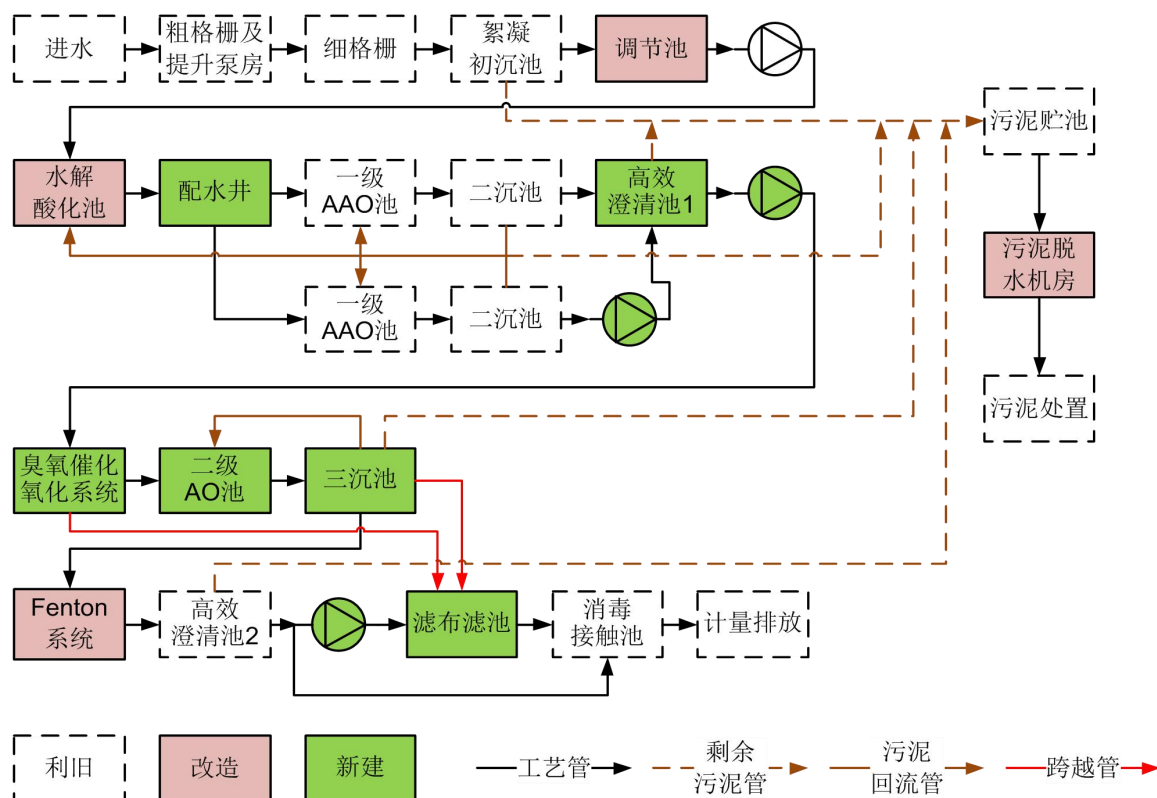 进水
粗格栅及
提升泵房
细格栅
絮凝
初沉池
调节池
污泥贮池
水解
酸化池
配水井
一级
AAO池
二沉池
高效
澄清池1
污泥脱
水机房
一级
AAO池
二沉池
污泥处置
臭氧催化
氧化系统
二级
AO池
三沉池
Fenton
系统
高效
澄清池2
滤布滤池
消毒
接触池
计量排放
利旧
改造
新建
工艺管
剩余
污泥管
污泥
回流管
跨越管